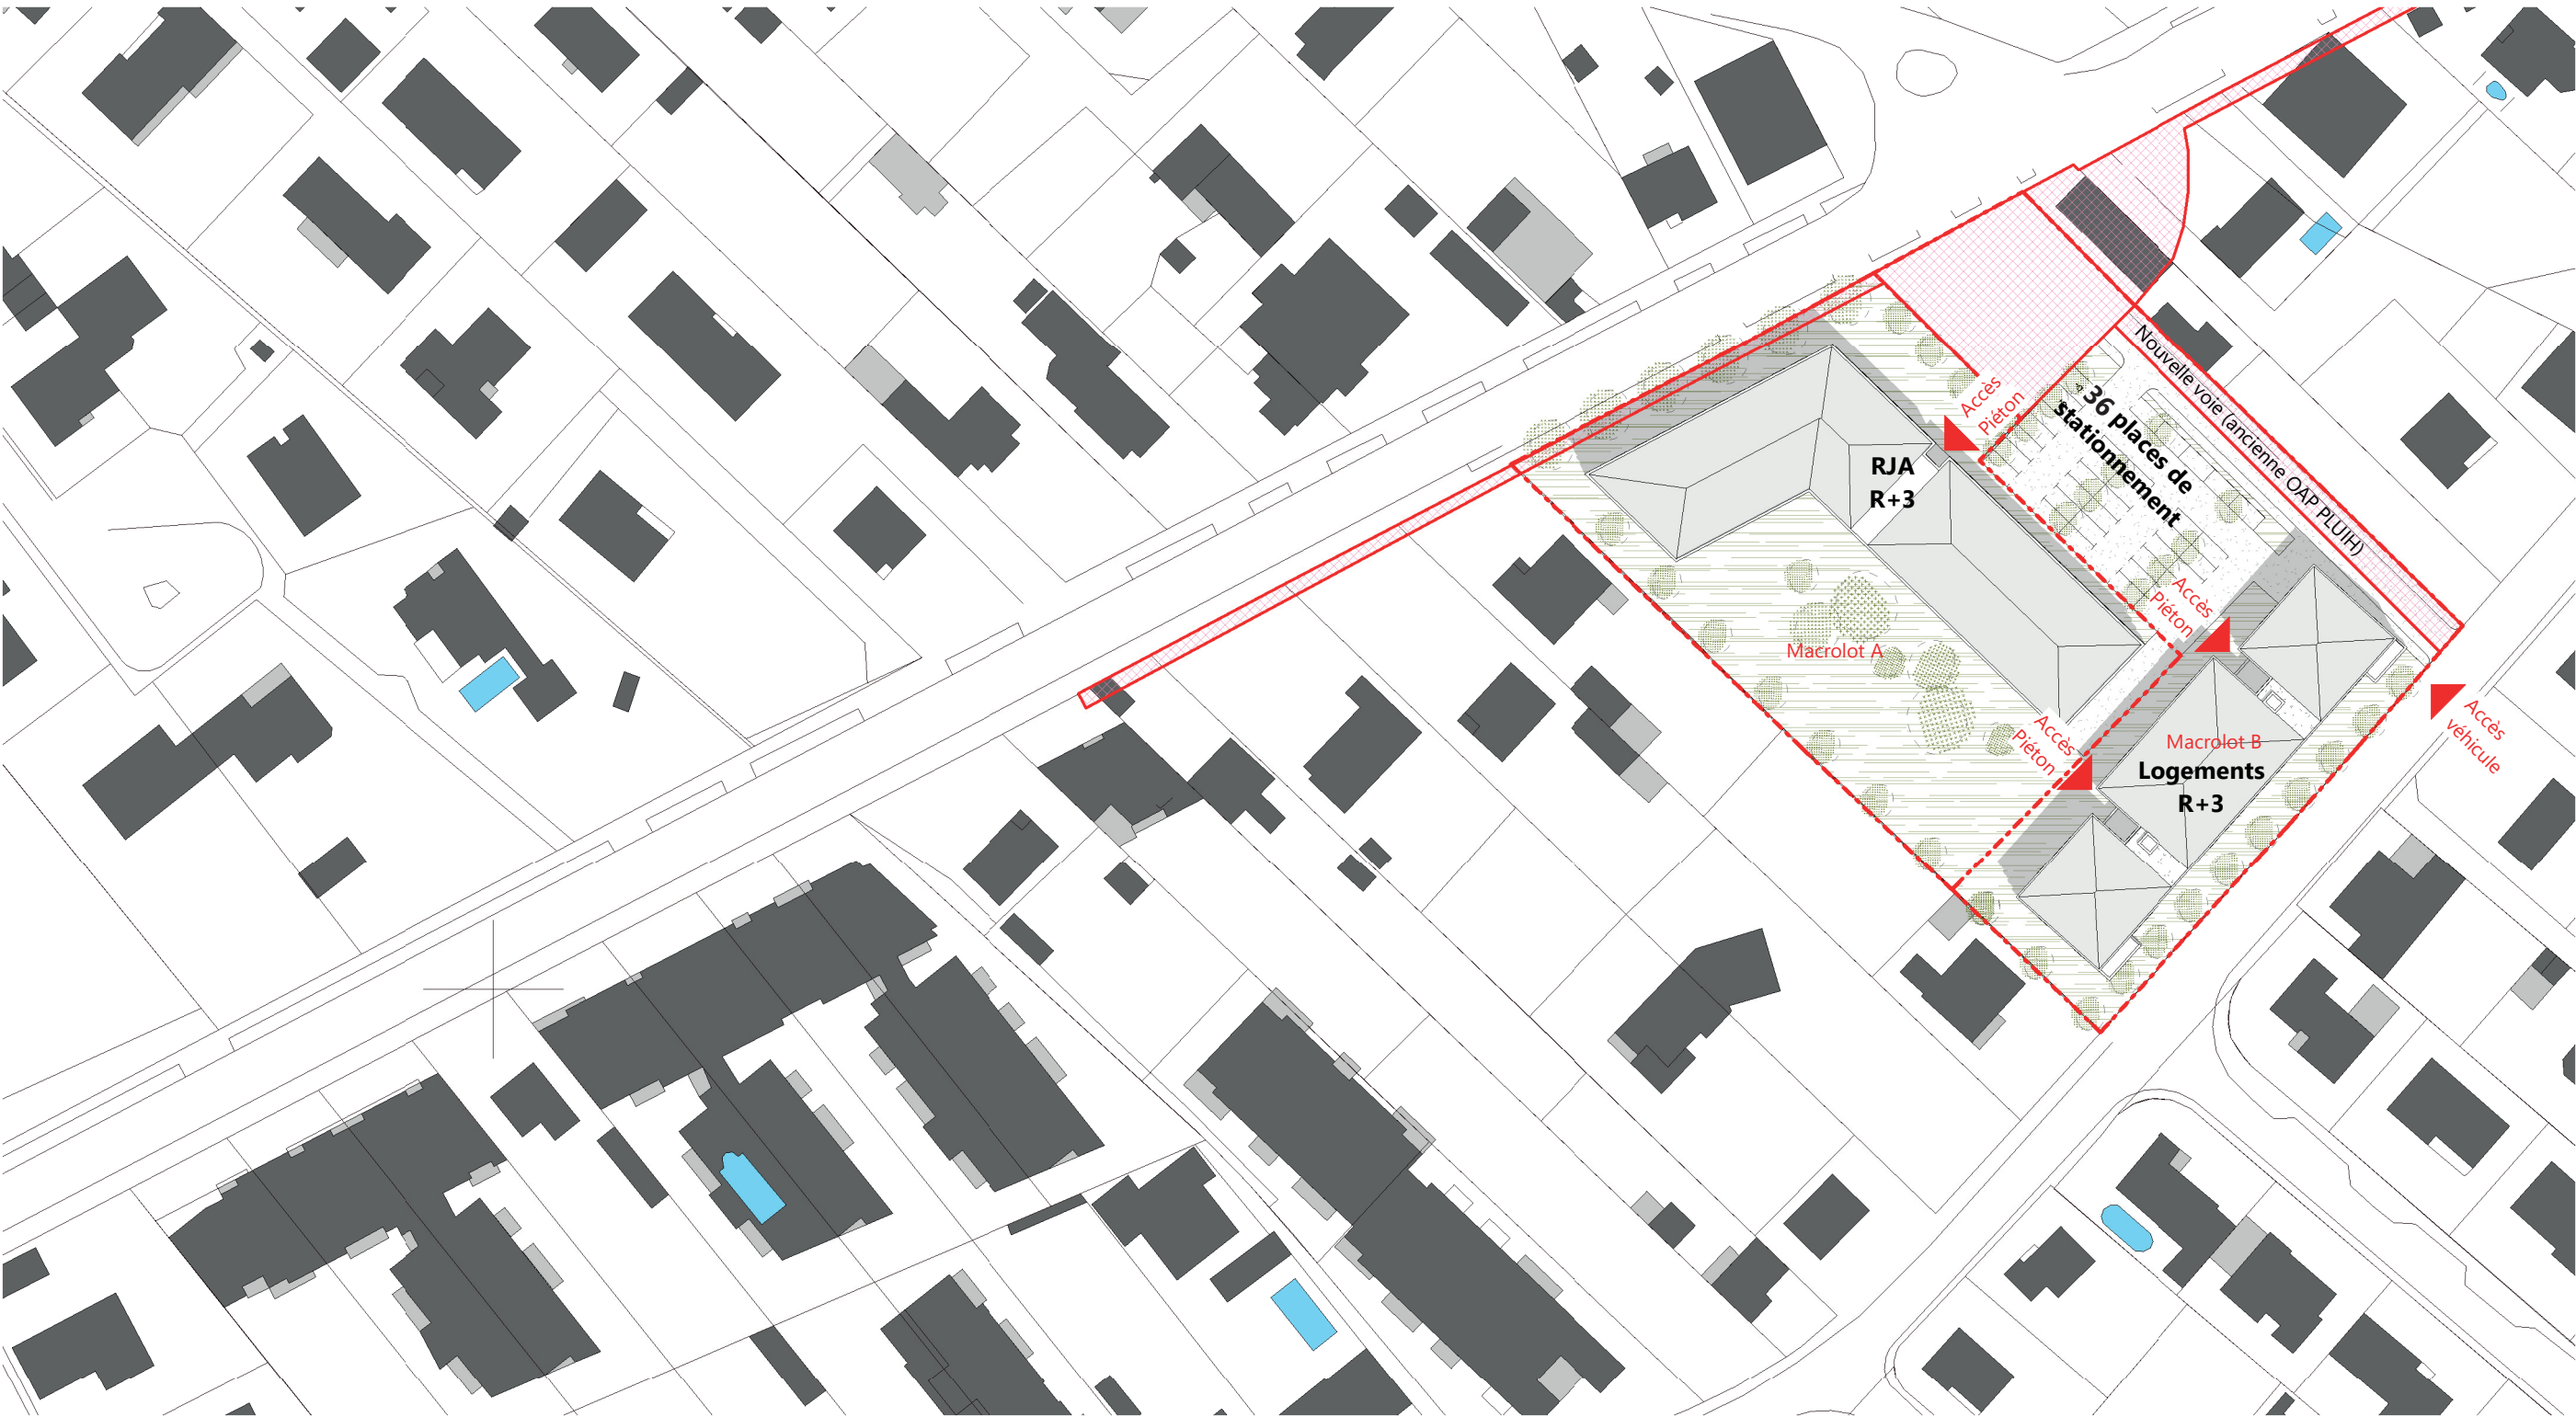 Nouvelle voie (ancienne OAP PLUIH)
36 places de
stationnement
Accès
Piéton
RJA
R+3
Accès
Piéton
Macrolot A
Accès
Piéton
Macrolot B
Logements
R+3
Accès
véhicule